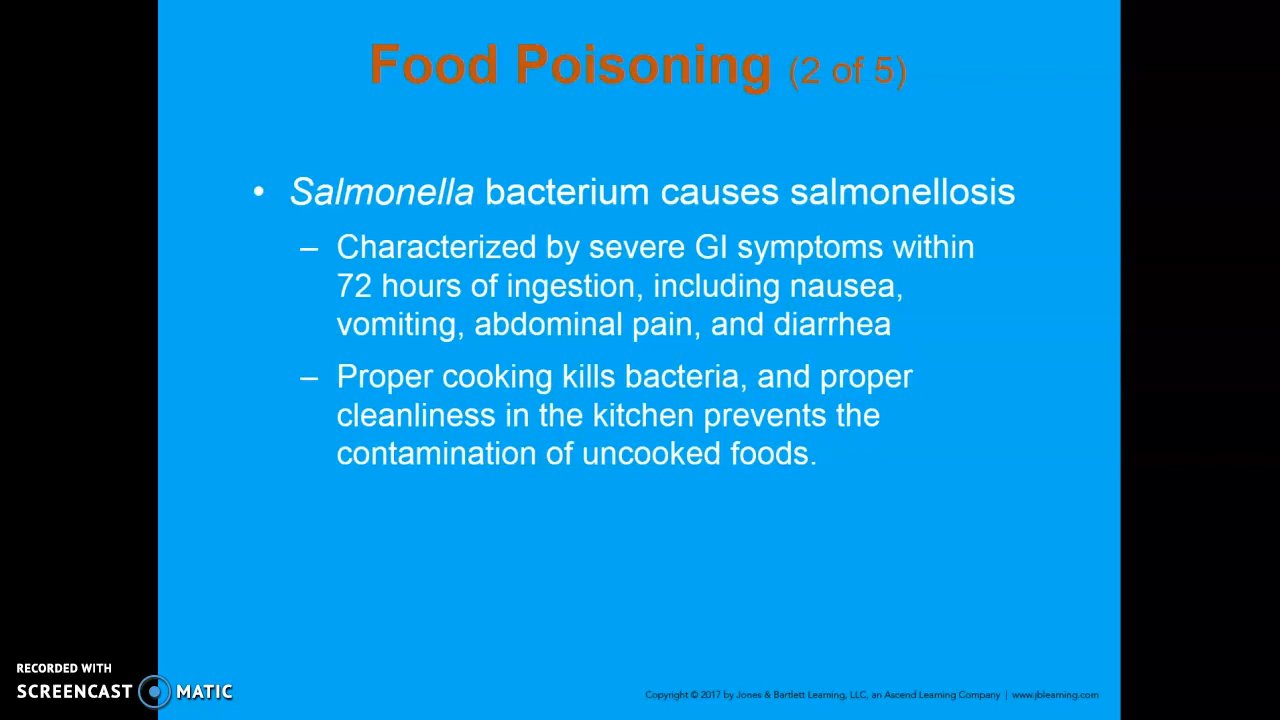 Food Poisoning (2 of 5)
• Salmonella bacterium causes salmonellosis
– Characterized by severe GI symptoms within
72 hours of ingestion, including nausea,
vomiting, abdominal pain, and diarrhea
– Proper cooking kills bacteria, and proper
cleanliness in the kitchen prevents the
contamination of uncooked foods.
RECORDED WITH
SCREENCAST MATIC
Copyright © 2017 by Jones & Bartlett Learning, LLC, an Ascend Learning Company | www.jblearning.com